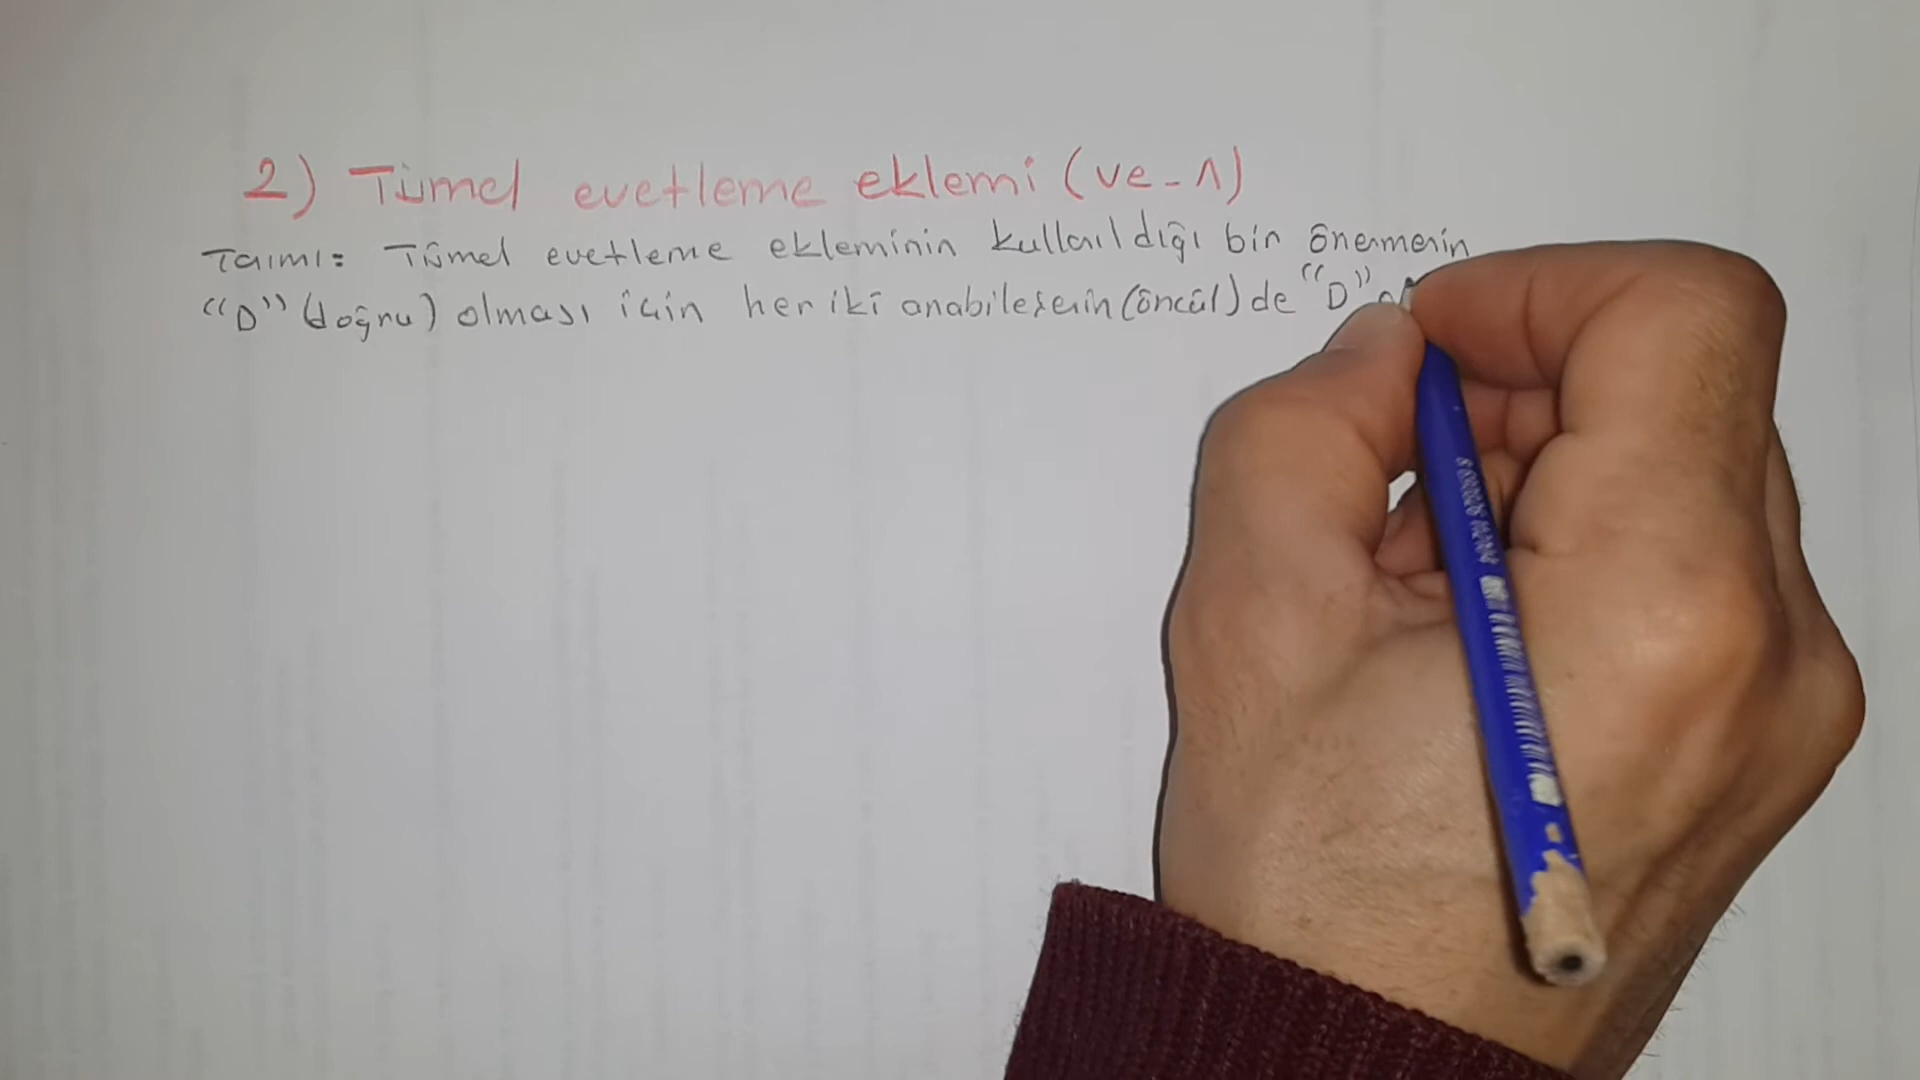 2) Tümel evetleme eklemi (ve-Λ)
Taımı: Tümel evetleme ekleminin kullanıldığı bir önermenin
"D" (doğru) olması için her iki anabileşenin (öncül) de "D"